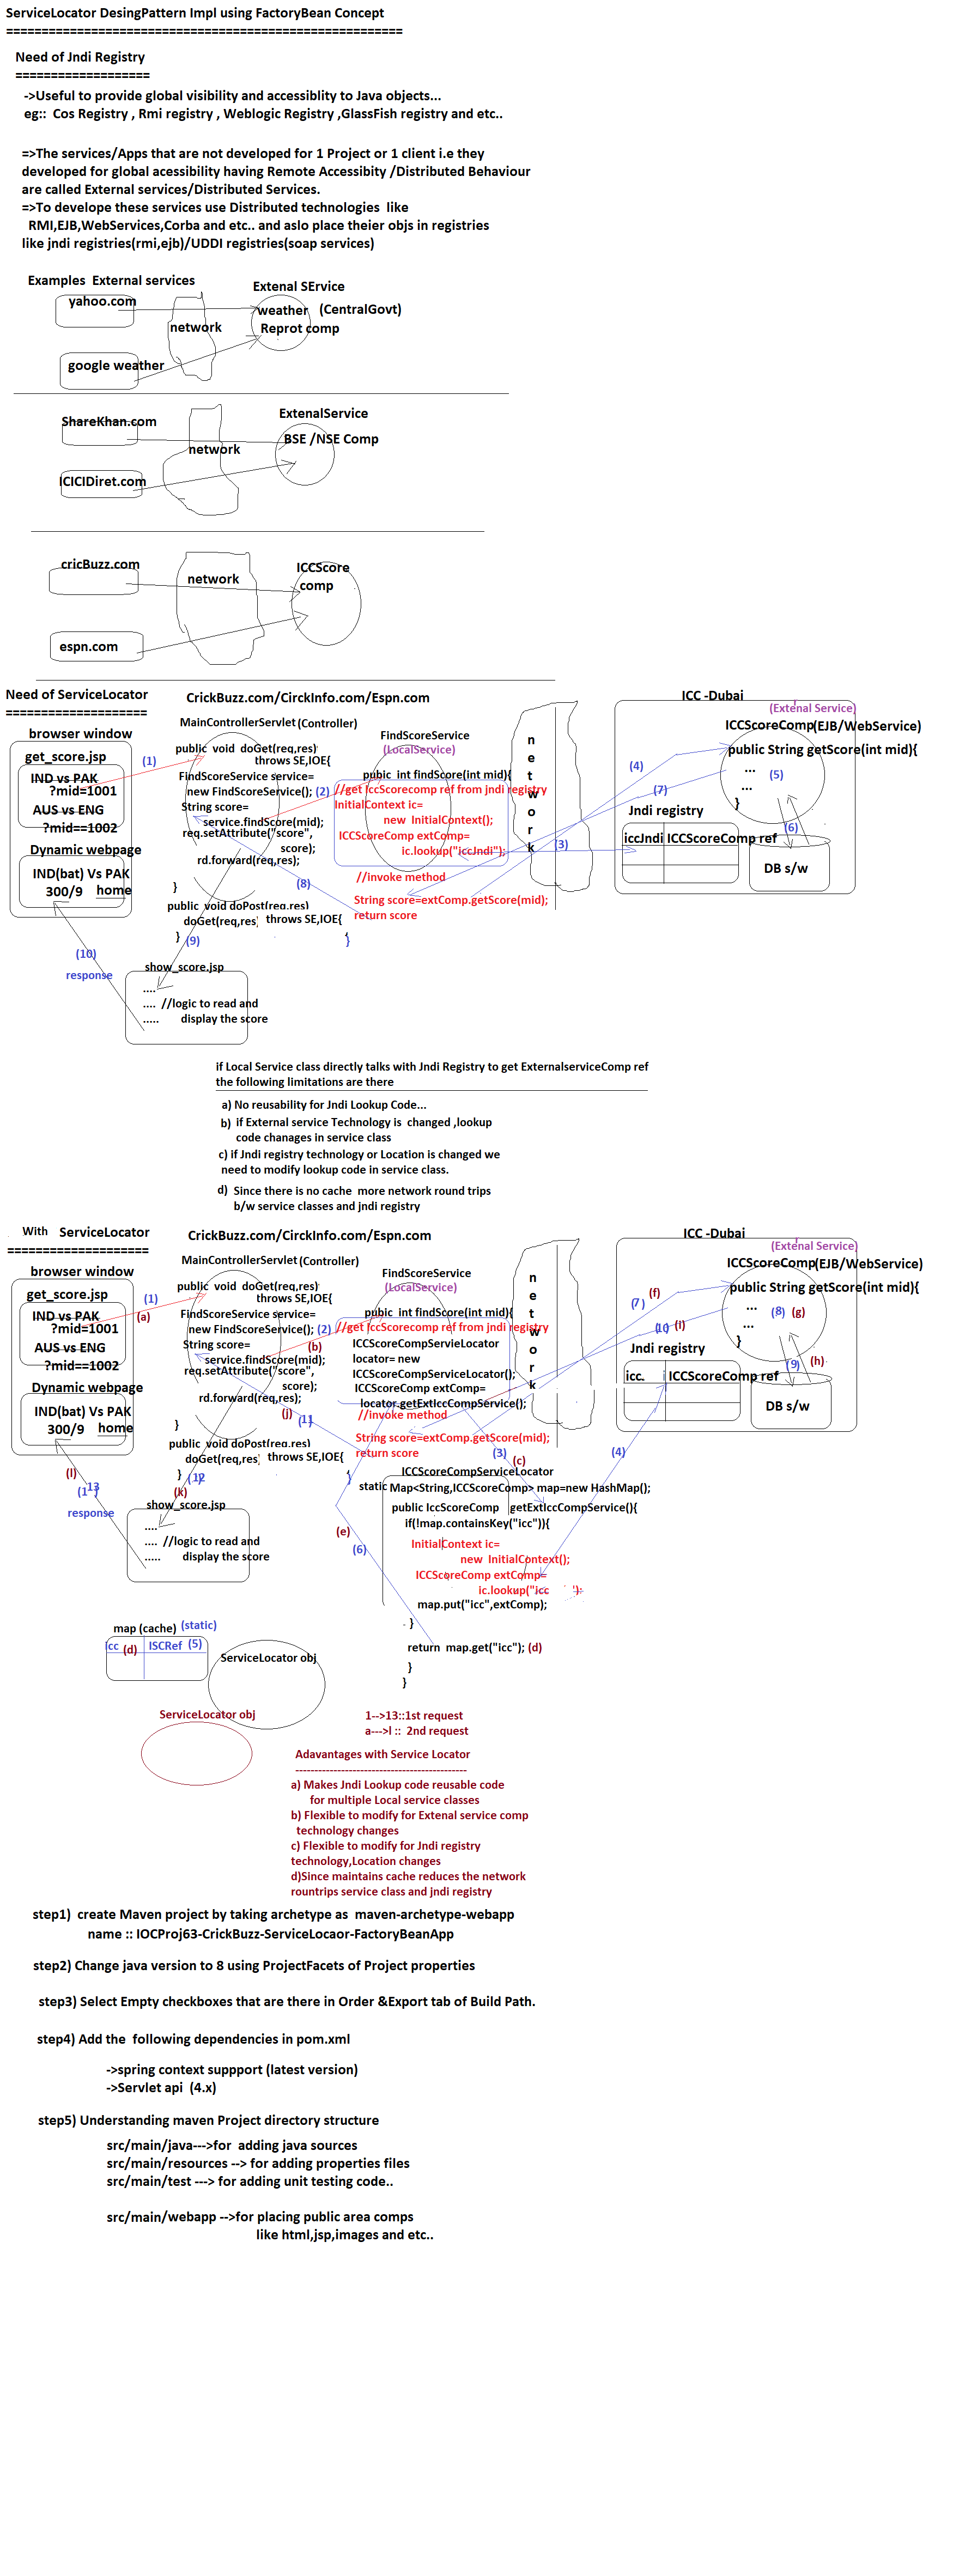 ServiceLocator DesingPattern Impl using FactoryBean Concept
========================================================
Need of Jndi Registry
===================
->Useful to provide global visibility and accessiblity to Java objects...
eg::  Cos Registry , Rmi registry , Weblogic Registry ,GlassFish registry and etc..
=>The services/Apps that are not developed for 1 Project or 1 client i.e they
developed for global acessibility having Remote Accessibity /Distributed Behaviour
are called External services/Distributed Services.
=>To develope these services use Distributed technologies  like
RMI,EJB,WebServices,Corba and etc.. and aslo place theier objs in registries
like jndi registries(rmi,ejb)/UDDI registries(soap services)
Examples  External services
Extenal SErvice
yahoo.com
weather  (CentralGovt)
network
Reprot comp
google weather
ExtenalService
ShareKhan.com
BSE /NSE Comp
network
ICICIDiret.com
cricBuzz.com
ICCScore
network
comp
espn.com
Need of ServiceLocator
====================
CrickBuzz.com/CirckInfo.com/Espn.com
ICC -Dubai
(Extenal Service)
MainControllerServlet (Controller)
ICCScoreComp(EJB/WebService)
browser window
FindScoreService
(LocalService)
get_score.jsp
public  void  doGet(req,res)
throws SE,IOE{
public String getScore(int mid){
(1)
network
(4)
IND vs PAK
?mid=1001
FindScoreService service=
new FindScoreService(); (2)
pubic  int findScore(int mid){
//get IccScorecomp ref from jndi registry
...
(5)
...
}
(7)
AUS vs ENG
?mid==1002
String score=
service.findScore(mid);
req.setAttribute("score",
score);
InitialContext ic=
new  InitialContext();
ICCSCoreComp extComp=
ic.lookup("iccJndi");
Jndi registry
(6)
iccJndi ICCSCoreComp ref
(3)
Dynamic webpage
rd.forward(req,res);
IND(bat) Vs PAK
300/9   home
(8)
//invoke method
String score=extComp.getScore(mid);
return score
DB s/w
}
public  void doPost(req,res)
doGet(req,res)   throws SE,IOE{
}
}
(9)
(10)
response
show_score.jsp
....
....  //logic to read and
.....       display the score
if Local Service class directly talks with Jndi Registry to get ExternalserviceComp ref
the following limitations are there
a) No reusability for Jndi Lookup Code...
b)  if External service Technology is  changed ,lookup
code chanages in service class
c) if Jndi registry technology or Location is changed we
need to modify lookup code in service class.
d)  Since there is no cache  more network round trips
b/w service classes and jndi registry
With   ServiceLocator
====================
CrickBuzz.com/CirckInfo.com/Espn.com
ICC -Dubai
(Extenal Service)
MainControllerServlet (Controller)
ICCScoreComp(EJB/WebService)
browser window
FindScoreService
(LocalService)
get_score.jsp
public  void  doGet(req,res)
throws SE,IOE{
public String getScore(int mid){
(1)
(a)
network
(f)
(7)
IND vs PAK
?mid=1001
FindScoreService service=
new FindScoreService(); (2)
(b)
pubic  int findScore(int mid){
//get IccScorecomp ref from jndi registry
...
(8)  (g)
...
}
(10)  (i)
AUS vs ENG
?mid==1002
String score=
service.findScore(mid);
req.setAttribute("score",
score);
ICCScoreCompServieLocator
locator= new
ICCScoreCompServiceLocator();
ICCSCoreComp extComp=
locator.getExtIccCompService();
Jndi registry
(9)  (h)
icc.   ICCSCoreComp ref
Dynamic webpage
rd.forward(req,res);
IND(bat) Vs PAK
300/9   home
(j)
(11)
//invoke method
String score=extComp.getScore(mid);
return score
DB s/w
}
public  void doPost(req,res)
doGet(req,res)   throws SE,IOE{
}
}
(12)
(k)
(3)
(c)
(4)
(l)
13
response
show_score.jsp
....
....  //logic to read and
.....       display the score
(e)
(6)
ICCScoreCompServiceLocator
static Map<String,ICCSCoreComp> map=new HashMap();
public IccScoreComp    getExtIccCompService(){
if(!map.containsKey("icc")){
InitialContext ic=
new  InitialContext();
ICCSCoreComp extComp=
ic.lookup("icc     ");
map.put("icc",extComp);
}
return  map.get("icc"); (d)
}
}
map (cache)  (static)
Icc  (d)   ISCRef  (5)
ServiceLocator obj
ServiceLocator obj
1-->13::1st request
a--->l ::  2nd request
Adavantages with Service Locator
---------------------------------------------
a) Makes Jndi Lookup code reusable code
for multiple Local service classes
b) Flexible to modify for Extenal service comp
technology changes
c) Flexible to modify for Jndi registry
technology,Location changes
d)Since maintains cache reduces the network
rountrips service class and jndi registry
step1)  create Maven project by taking archetype as  maven-archetype-webapp
name :: IOCProj63-CrickBuzz-ServiceLocaor-FactoryBeanApp
step2) Change java version to 8 using ProjectFacets of Project properties
step3) Select Empty checkboxes that are there in Order &Export tab of Build Path.
step4) Add the  following dependencies in pom.xml
->spring context suppport (latest version)
->Servlet api  (4.x)
step5) Understanding maven Project directory structure
src/main/java--->for  adding java sources
src/main/resources --> for adding properties files
src/main/test ---> for adding unit testing code..
src/main/webapp -->for placing public area comps
like html,jsp,images and etc..